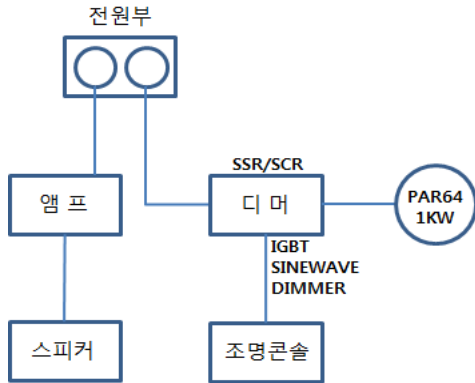 전원부
SSR/SCR
앰 프
디 머
PAR64
1KW
IGBT
SINEWAVE
DIMMER
스피커
조명콘솔